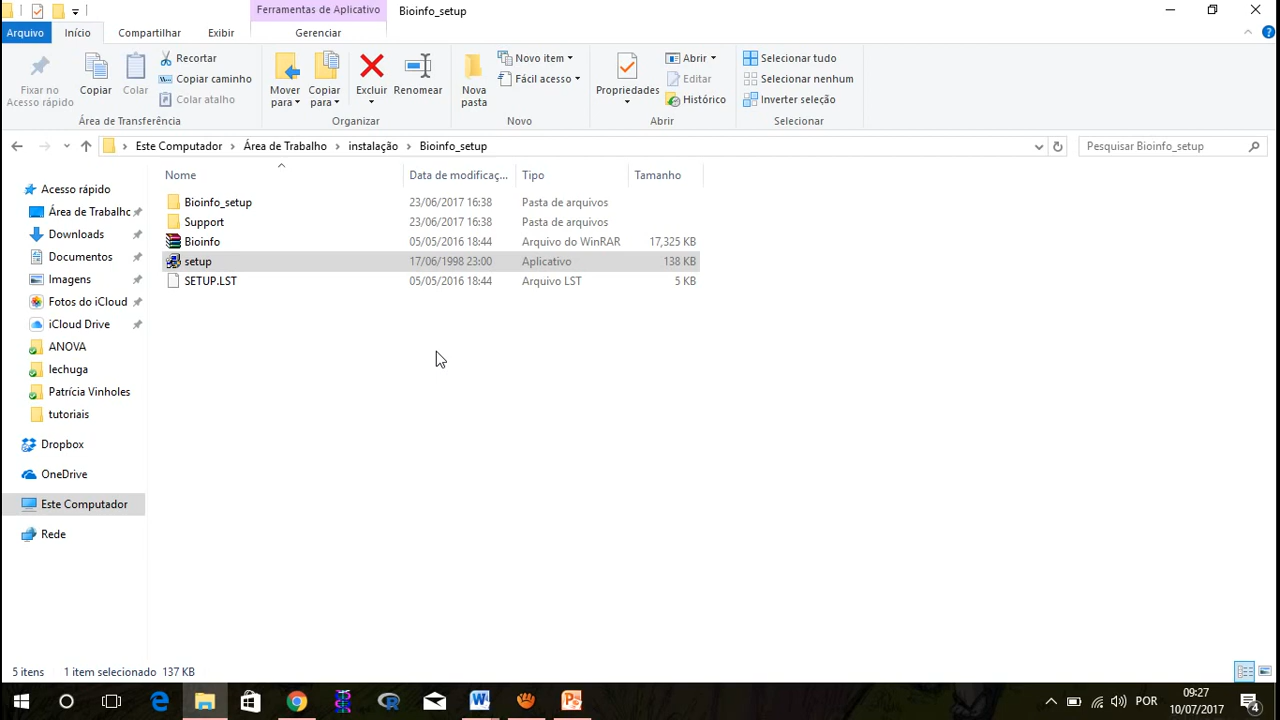 Ferramentas de Aplicativo
Bioinfo_setup
Arquivo
Início
Compartilhar
Exibir
Gerenciar
Fixar no
Acesso rápido
Copiar
Colar
Recortar
Copiar caminho
Colar atalho
Área de Transferência
Mover
para
Copiar
para
Excluir
Renomear
Organizar
Nova
pasta
Novo item
Fácil acesso
Novo
Propriedades
Abrir
Editar
Histórico
Abrir
Selecionar tudo
Selecionar nenhum
Inverter seleção
Selecionar
Este Computador
Área de Trabalho
instalação
Bioinfo_setup
Pesquisar Bioinfo_setup
Nome
Data de modificaç...
Tipo
Tamanho
Bioinfo_setup 23/06/2017 16:38 Pasta de arquivos
Support 23/06/2017 16:38 Pasta de arquivos
Bioinfo 05/05/2016 18:44 Arquivo do WinRAR 17,325 KB
setup 17/06/1998 23:00 Aplicativo 138 KB
SETUP.LST 05/05/2016 18:44 Arquivo LST 5 KB
Acesso rápido
Área de Trabalhc
Downloads
Documentos
Imagens
Fotos do iCloud
iCloud Drive
ANOVA
lechuga
Patrícia Vinholes
tutoriais
Dropbox
OneDrive
Este Computador
Rede
5 itens
1 item selecionado 137 KB
POR
09:27
10/07/2017
4